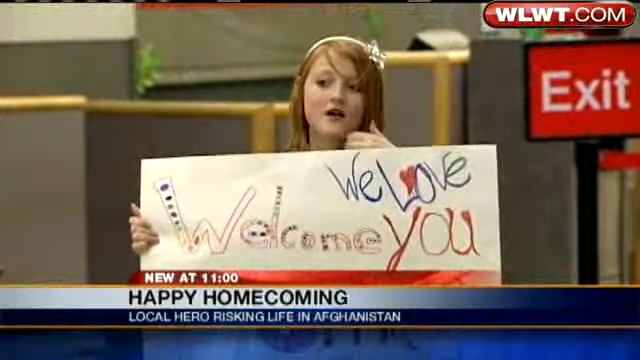 WLWT.COM
Exit
We Love
Welcome You
NEW AT 11:00
HAPPY HOMECOMING
LOCAL HERO RISKING LIFE IN AFGHANISTAN